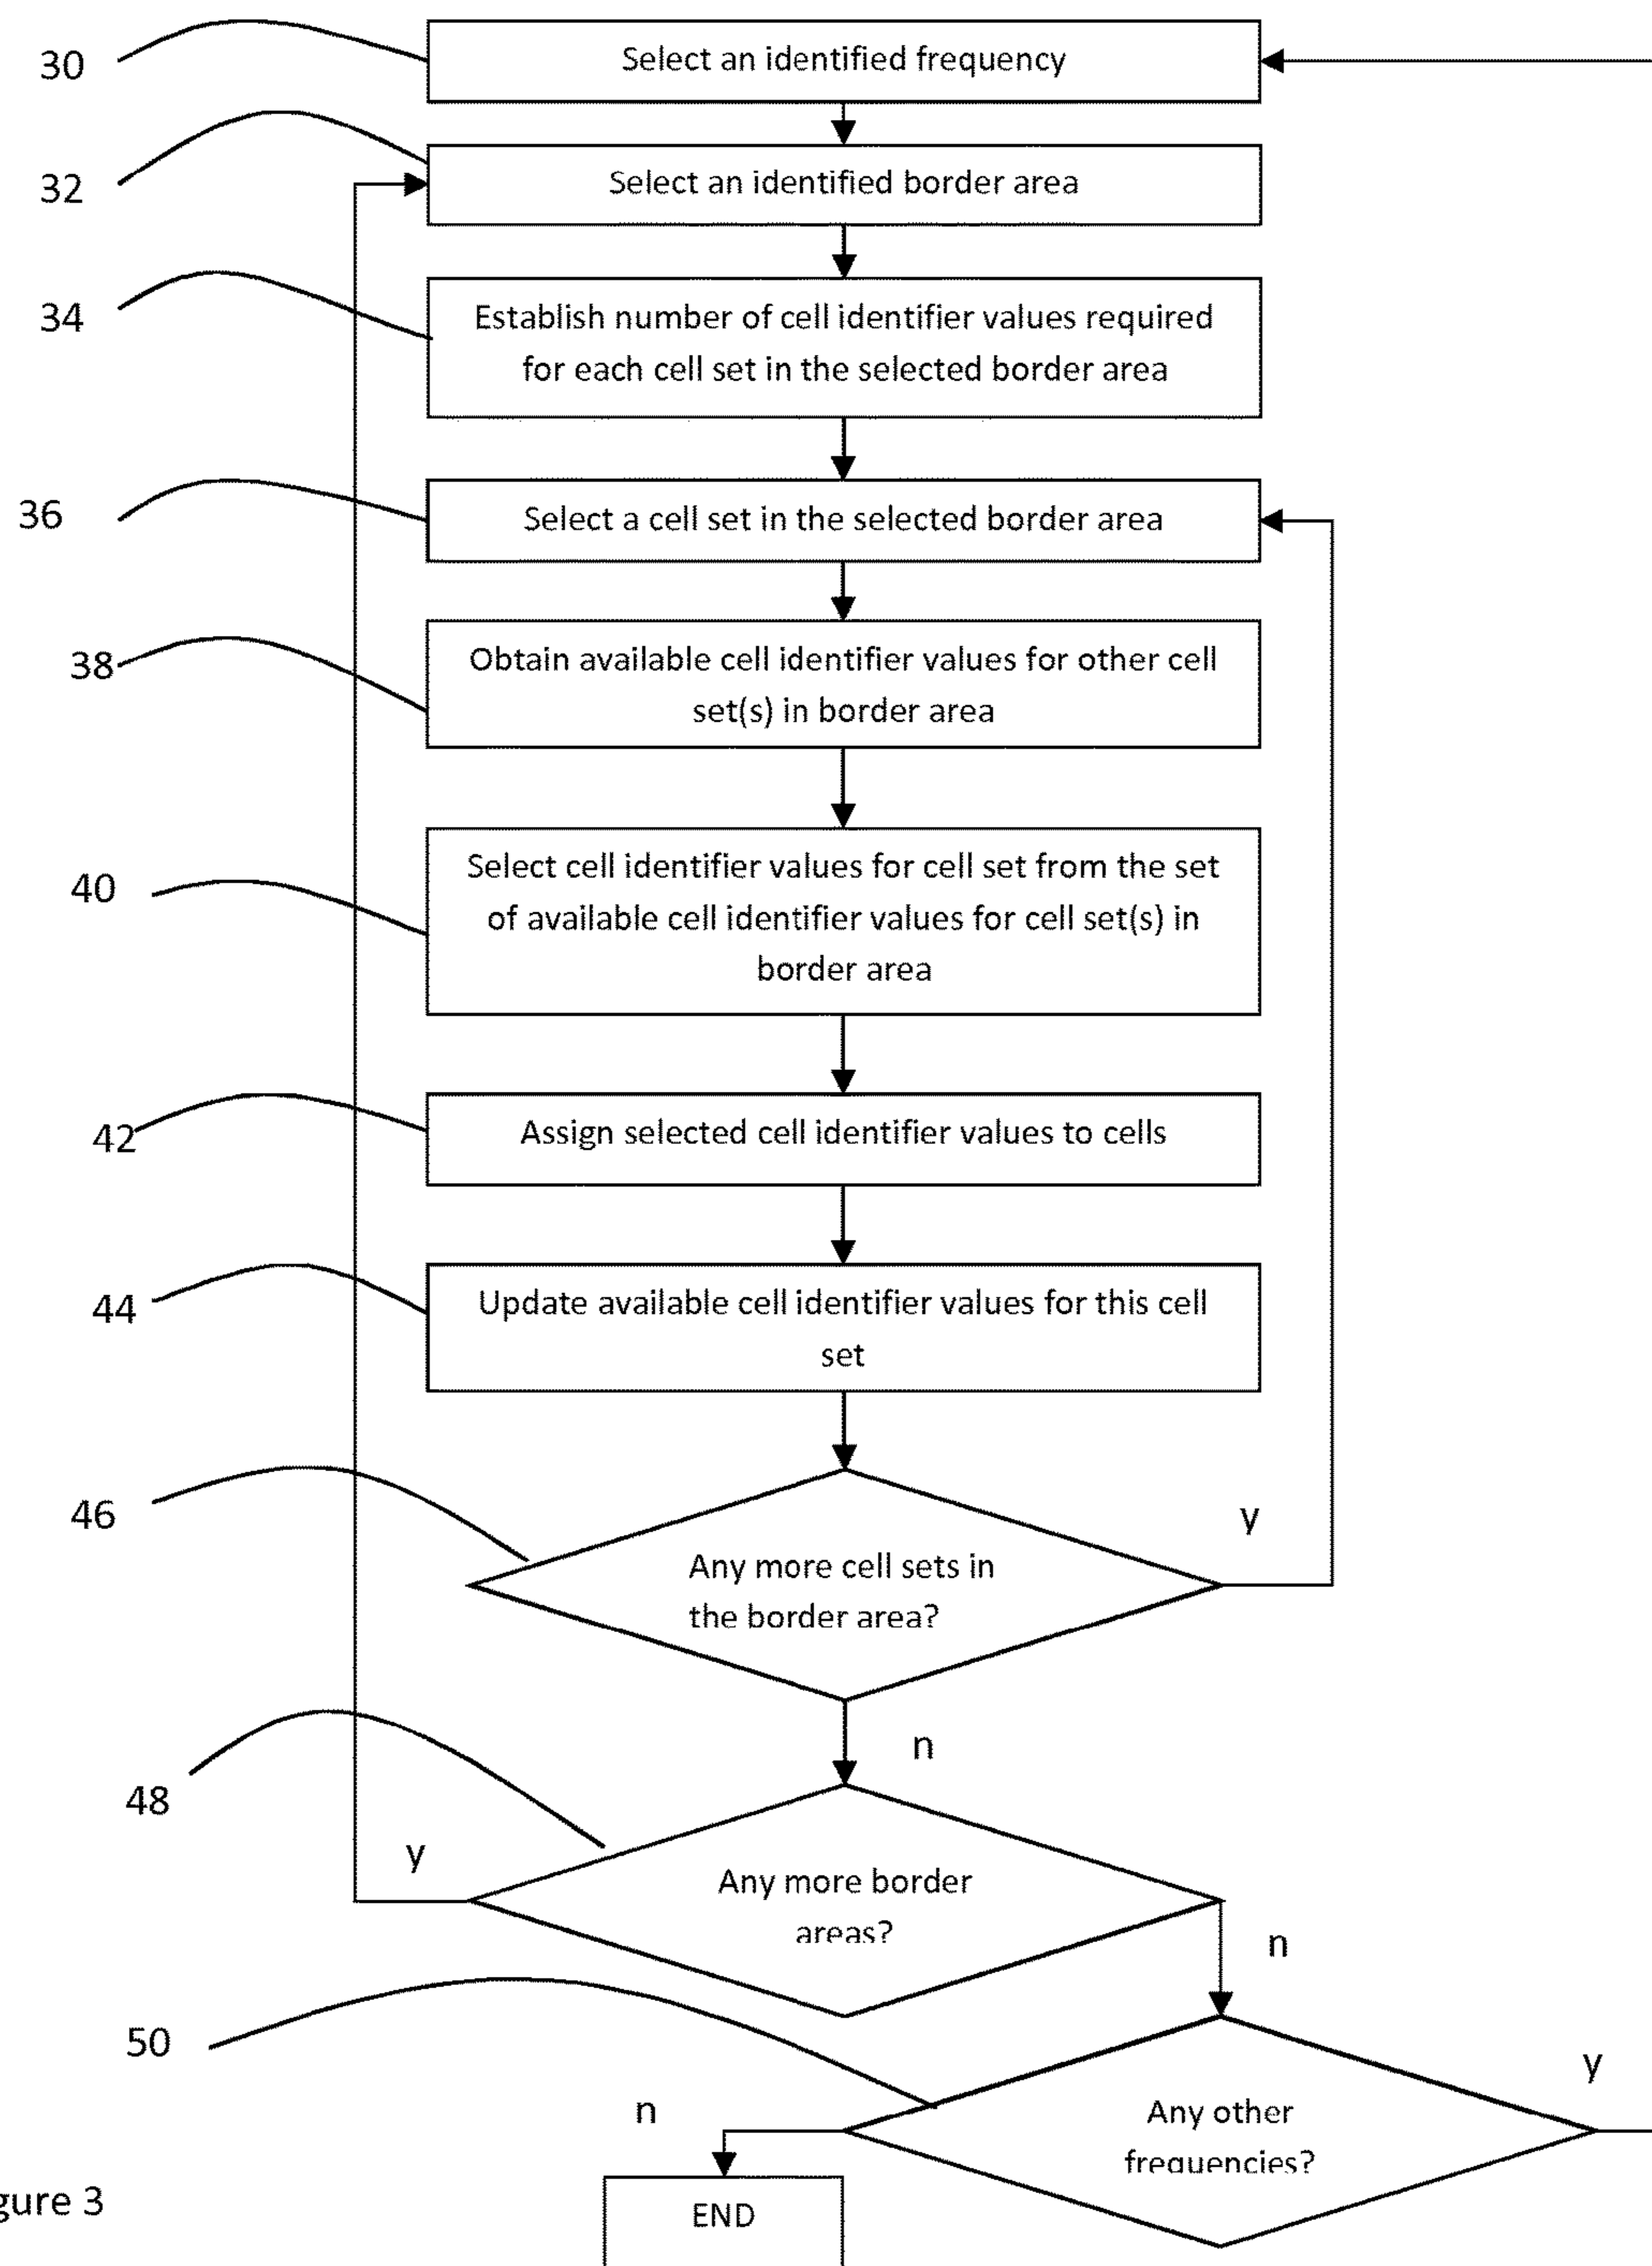 30
Select an identified frequency
32
Select an identified border area
34
Establish number of cell identifier values required
for each cell set in the selected border area
36
Select a cell set in the selected border area
38
Obtain available cell identifier values for other cell
set(s) in border area
40
Select cell identifier values for cell set from the set
of available cell identifier values for cell set(s) in
border area
42
Assign selected cell identifier values to cells
44
Update available cell identifier values for this cell
set
46
y
Any more cell sets in
the border area?
n
48
y
Any more border
areas?
n
50
y
n
Any other
frequencies?
gure 3
END